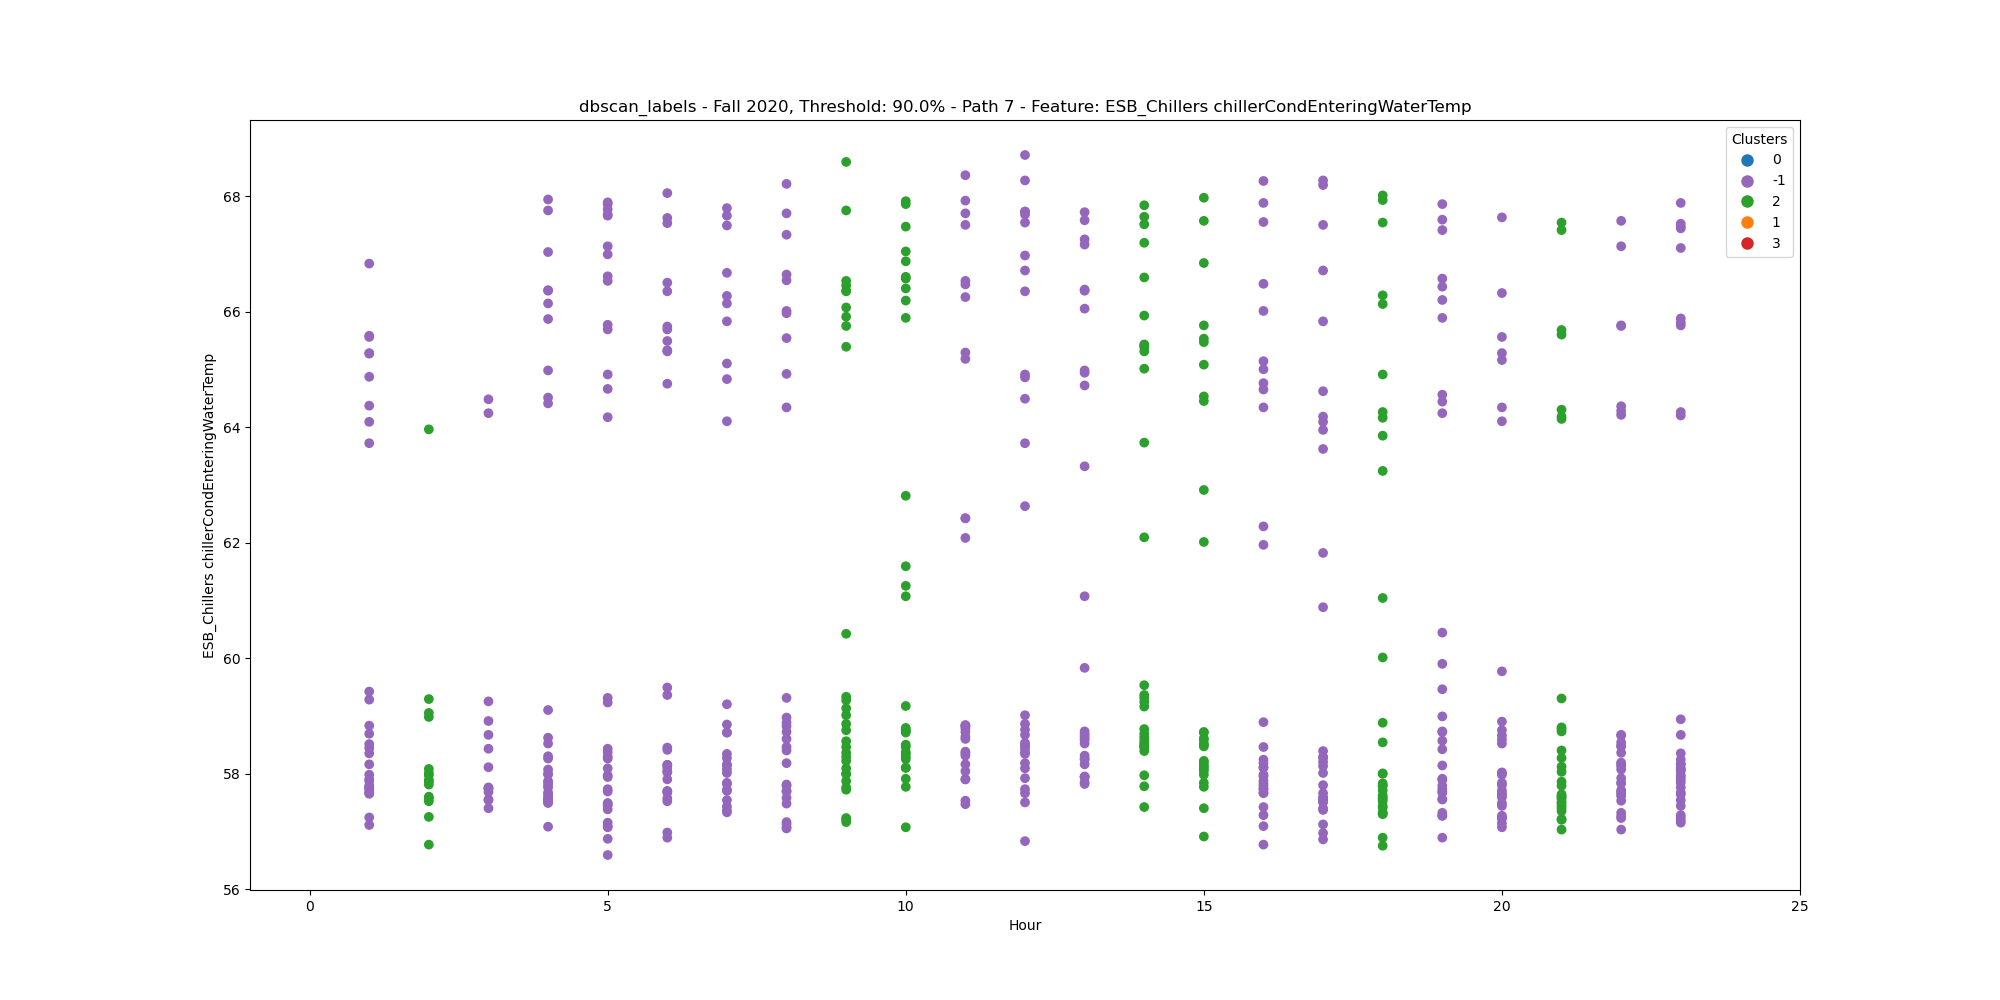 dbscan_labels - Fall 2020, Threshold: 90.0% - Path 7 - Feature: ESB_Chillers chillerCondEnteringWaterTemp
Clusters
0
-1
2
1
3
ESB_Chillers chillerCondEnteringWaterTemp
68
66
64
62
60
58
56
0 5 10 15 20 25
Hour